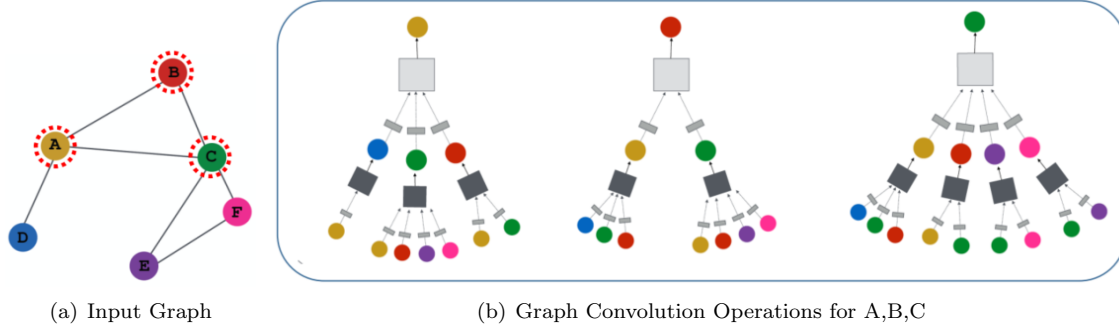 B
A
C
F
D
E
(a) Input Graph
(b) Graph Convolution Operations for A,B,C